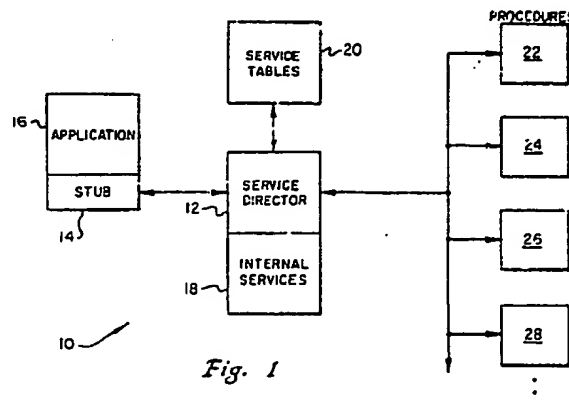 PROCEDURES
SERVICE
TABLES
20
22
16
APPLICATION
STUB
14
SERVICE
DIRECTOR
12
INTERNAL
SERVICES
18
24
26
28
10
Fig. 1